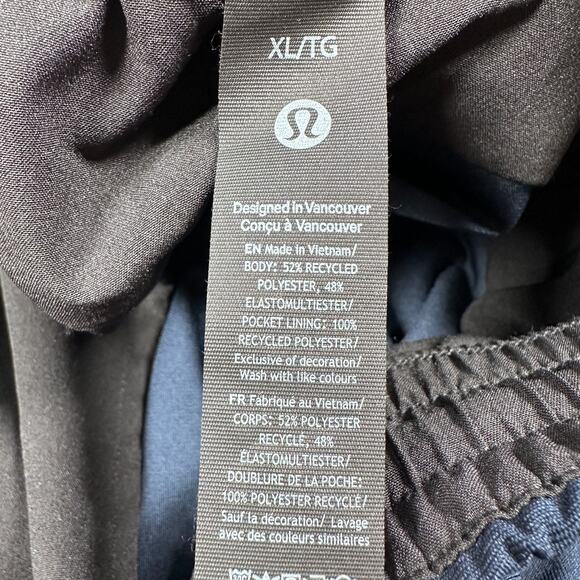 XL/TG
Designed in Vancouver
Conçu à Vancouver
EN Made in Vietnam/
BODY: 52% RECYCLED
POLYESTER, 48%
ELASTOMULTIESTER/
POCKET LINING: 100%
RECYCLED POLYESTER/
Exclusive of decoration/
Wash with like colours
FR Fabriqué au Vietnam/
CORPS: 52% POLYESTER
RECYCLÉ, 48%
ÉLASTOMULTIESTER/
DOUBLURE DE LA POCHE:
100% POLYESTER RECYCLÉ/
Sauf la decoration/ Lavage
avec des couleurs similaires